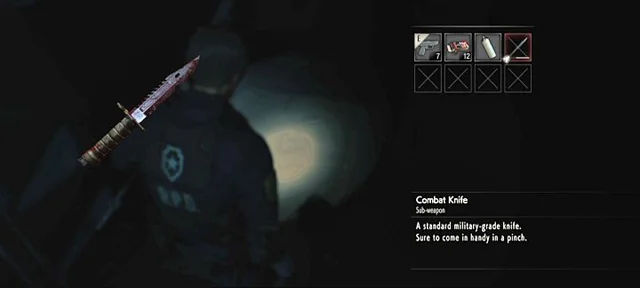 E
7
12
Combat Knife
Sub-weapon
A standard military-grade knife.
Sure to come in handy in a pinch.
R.P.D.